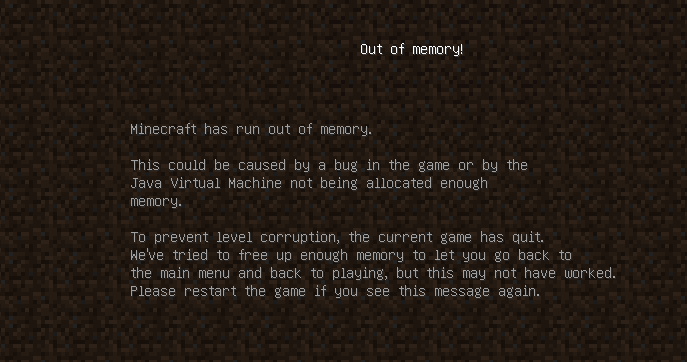 Out of memory!
Minecraft has run out of memory.
This could be caused by a bug in the game or by the
Java Virtual Machine not being allocated enough
memory.
To prevent level corruption, the current game has quit.
We've tried to free up enough memory to let you go back to
the main menu and back to playing, but this may not have worked.
Please restart the game if you see this message again.